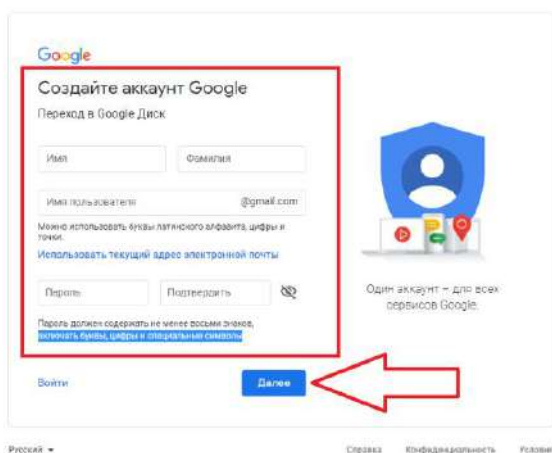 Google
Создайте аккаунт Google
Переход в Google Диск
Имя
Фамилия
Имя пользователя
@gmail.com
Можно использовать буквы латинского алфавита, цифры и
точки.
Использовать текущий адрес электронной почты
Пароль
Подтвердить
Пароль должен содержать не менее восьми знаков,
включать буквы, цифры и специальные символы
Один аккаунт – для всех
сервисов Google.
Войти
Далее
Русский
Справка
Конфиденциальность
Условия